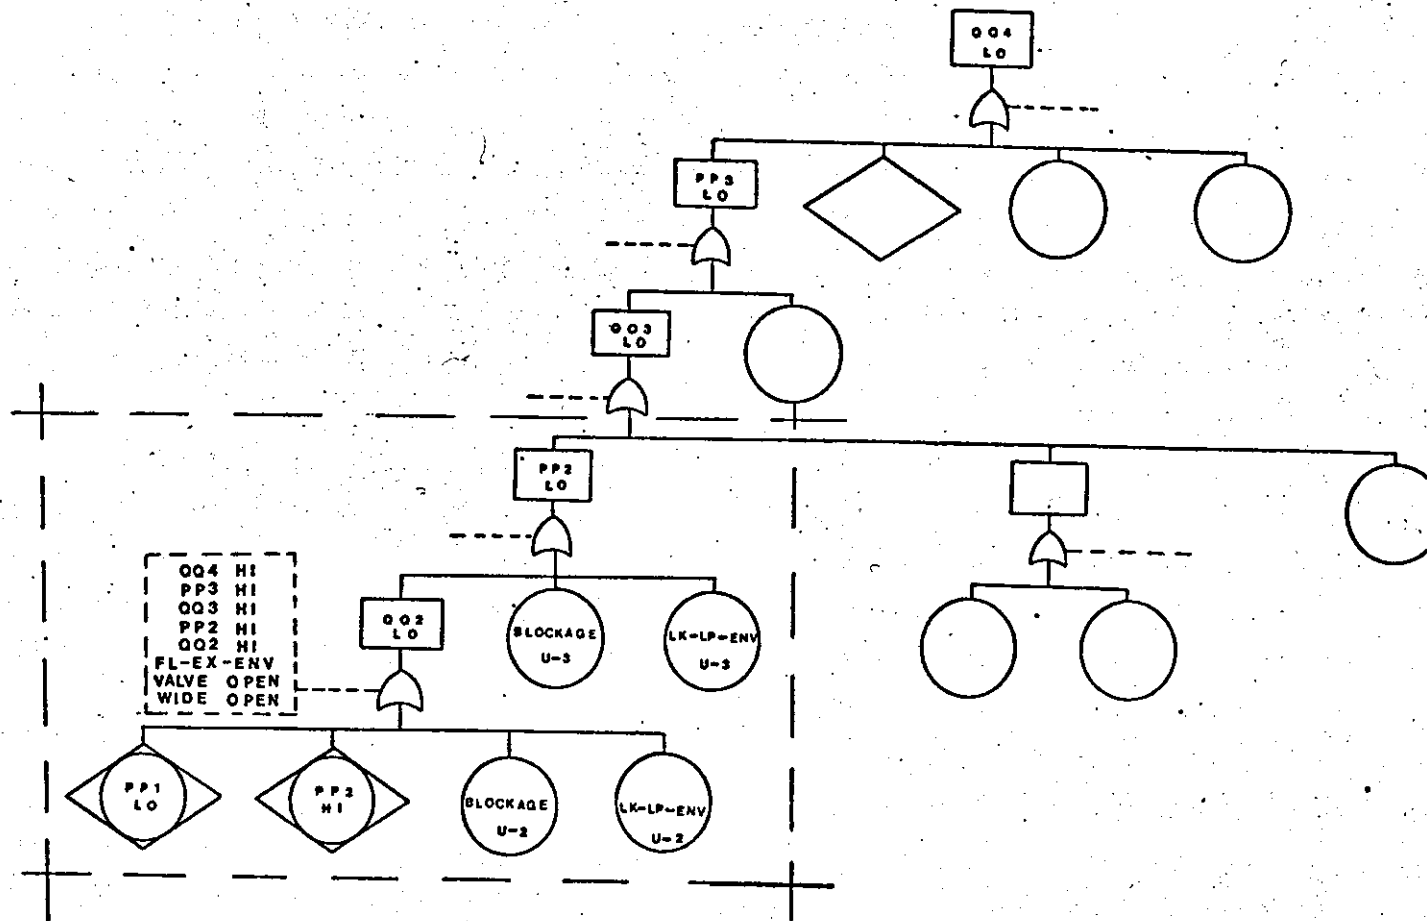 QQ4
LO
PP3
LO
QQ3
LO
PP2
LO
QQ4 HI
PP3 HI
QQ3 HI
PP2 HI
QQ2 HI
FL-EX-ENV
VALVE OPEN
WIDE OPEN
QQ2
LO
BLOCKAGE
U-3
LK-LP-ENV
U-3
PP1
LO
PP2
HI
BLOCKAGE
U-2
LK-LP-ENV
U-2